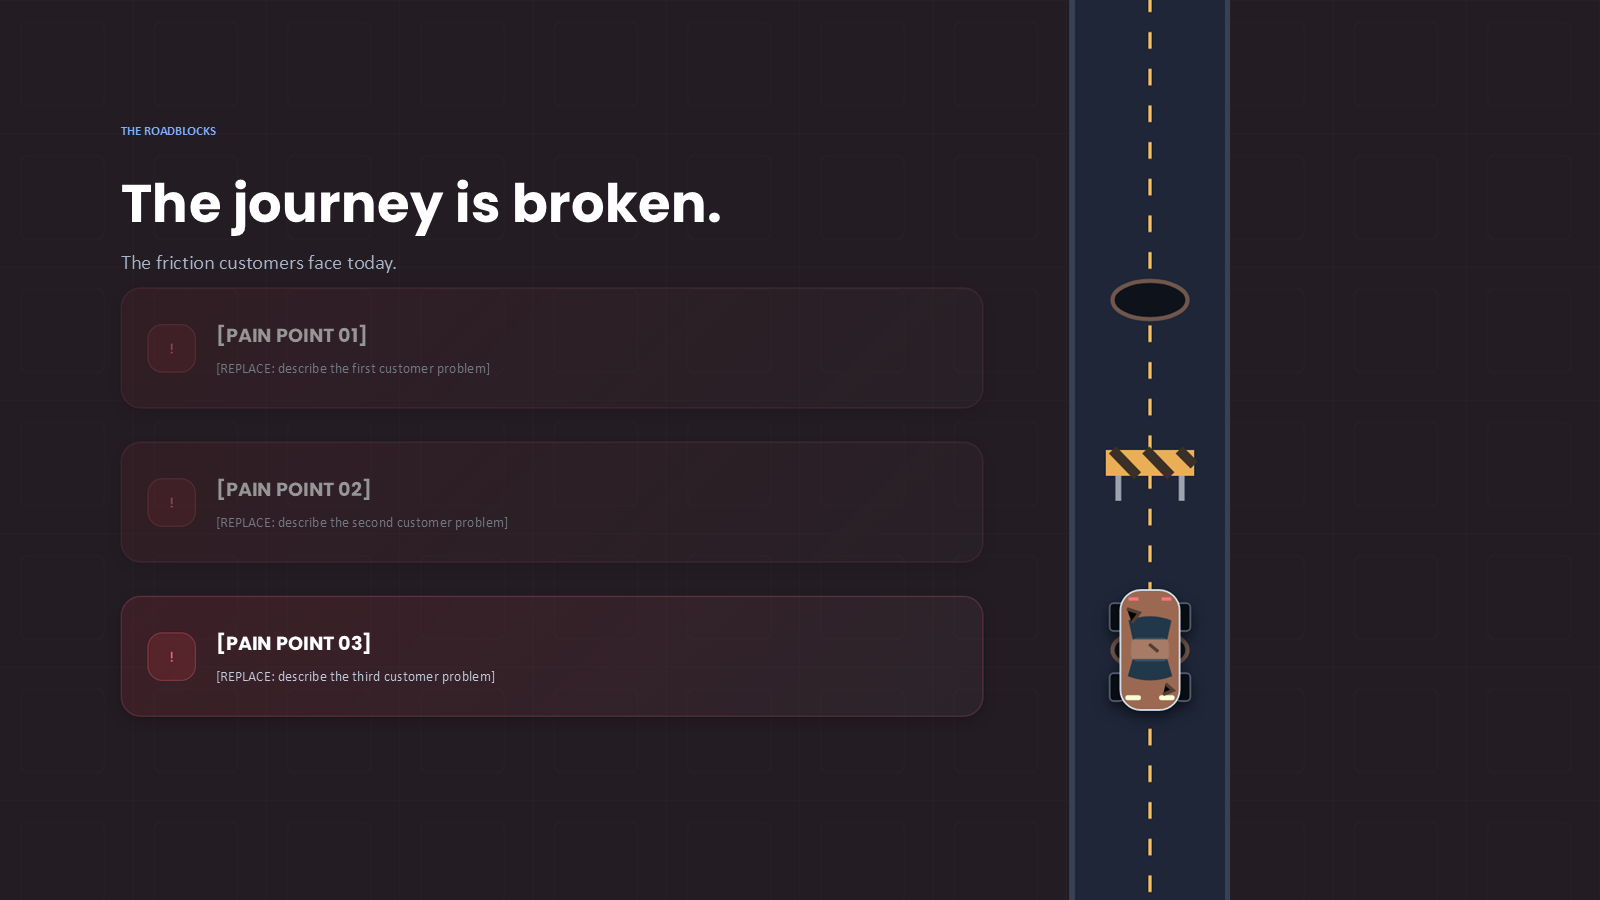 THE ROADBLOCKS
The journey is broken.
The friction customers face today.
!
[PAIN POINT 01]
[REPLACE: describe the first customer problem]
!
[PAIN POINT 02]
[REPLACE: describe the second customer problem]
!
[PAIN POINT 03]
[REPLACE: describe the third customer problem]